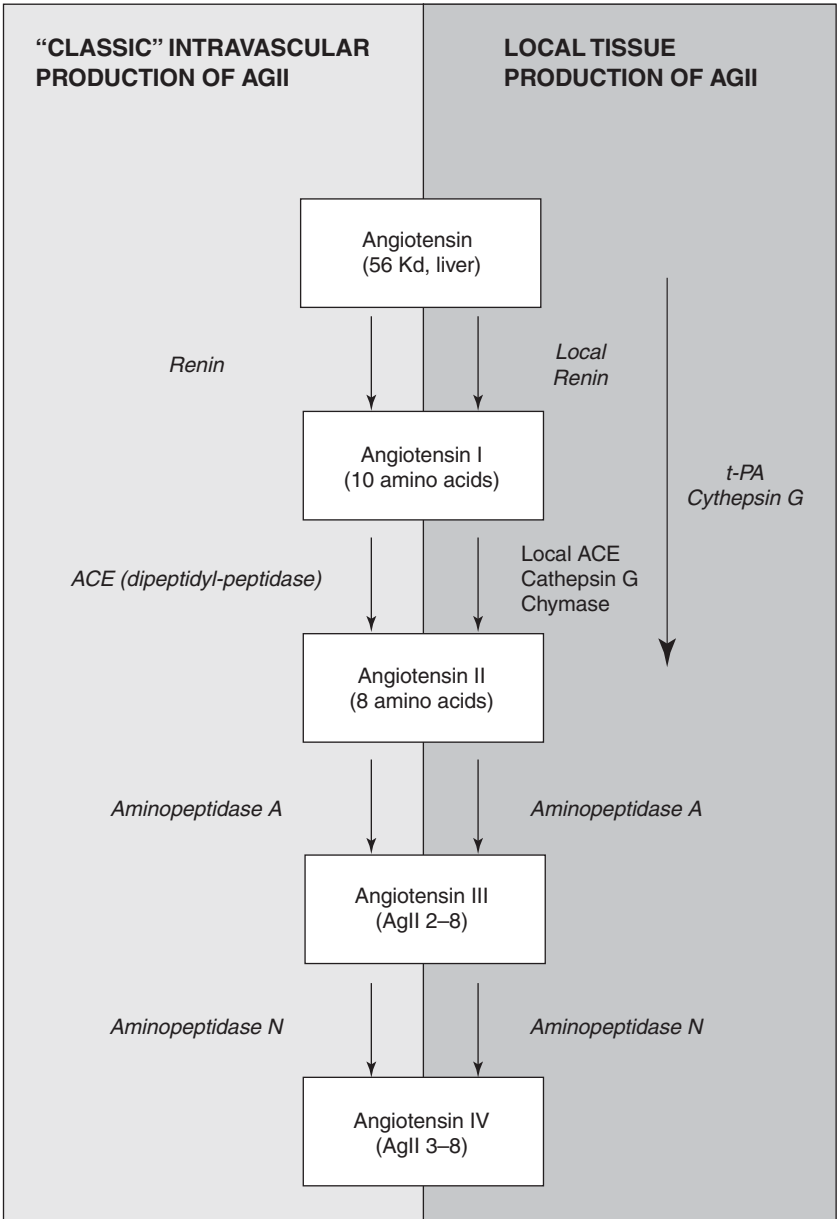 “CLASSIC” INTRAVASCULAR
PRODUCTION OF AGII
LOCAL TISSUE
PRODUCTION OF AGII
Angiotensin
(56 Kd, liver)
Renin
Local
Renin
Angiotensin I
(10 amino acids)
t-PA
Cythepsin G
ACE (dipeptidyl-peptidase)
Local ACE
Cathepsin G
Chymase
Angiotensin II
(8 amino acids)
Aminopeptidase A
Aminopeptidase A
Angiotensin III
(AgII 2–8)
Aminopeptidase N
Aminopeptidase N
Angiotensin IV
(AgII 3–8)